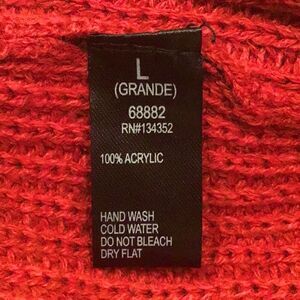 L
(GRANDE)
68882
RN#134352
100% ACRYLIC
HAND WASH
COLD WATER
DO NOT BLEACH
DRY FLAT